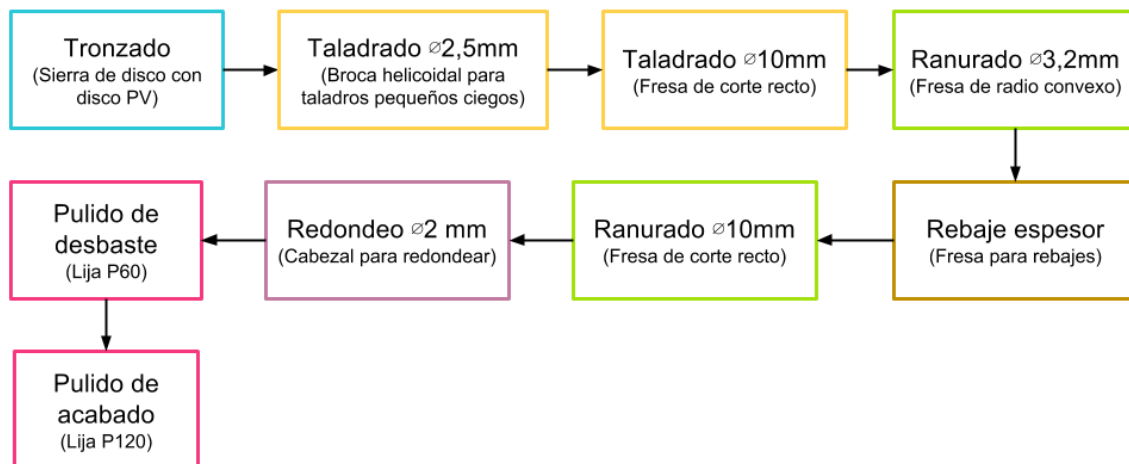 Tronzado
(Sierra de disco con
disco PV)
Taladrado ∅2,5mm
(Broca helicoidal para
taladros pequeños ciegos)
Taladrado ∅10mm
(Fresa de corte recto)
Ranurado ∅3,2mm
(Fresa de radio convexo)
Rebaje espesor
(Fresa para rebajes)
Ranurado ∅10mm
(Fresa de corte recto)
Redondeo ∅2 mm
(Cabezal para redondear)
Pulido de
desbaste
(Lija P60)
Pulido de
acabado
(Lija P120)